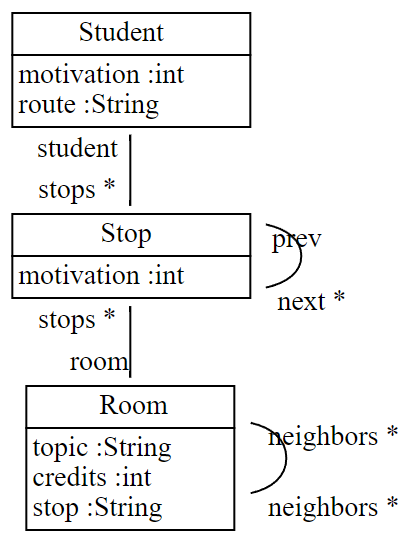 Student
motivation :int
route :String
student
stops *
Stop
motivation :int
prev
next *
stops *
room
Room
topic :String
credits :int
stop :String
neighbors *
neighbors *